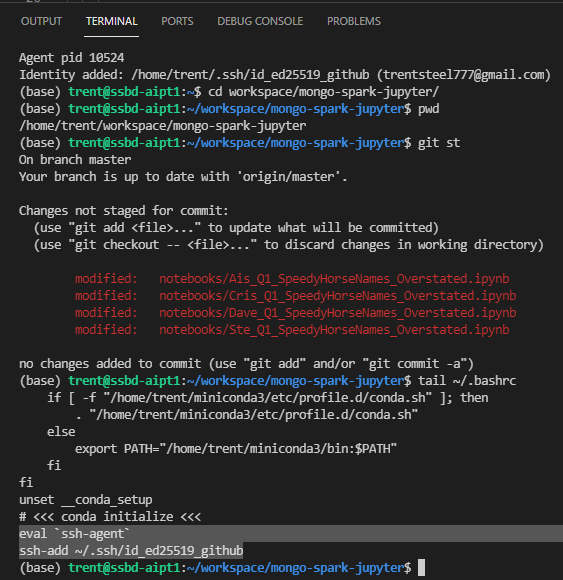 OUTPUT TERMINAL PORTS DEBUG CONSOLE PROBLEMS
Agent pid 10524
Identity added: /home/trent/.ssh/id_ed25519_github (trentsteel777@gmail.com)
(base) trent@ssbd-aipt1:~$ cd workspace/mongo-spark-jupyter/
(base) trent@ssbd-aipt1:~/workspace/mongo-spark-jupyter$ pwd
/home/trent/workspace/mongo-spark-jupyter
(base) trent@ssbd-aipt1:~/workspace/mongo-spark-jupyter$ git st
On branch master
Your branch is up to date with 'origin/master'.
Changes not staged for commit:
(use "git add <file>..." to update what will be committed)
(use "git checkout -- <file>..." to discard changes in working directory)
modified: notebooks/Ais_Q1_SpeedyHorseNames_Overstated.ipynb
modified: notebooks/Cris_Q1_SpeedyHorseNames_Overstated.ipynb
modified: notebooks/Dave_Q1_SpeedyHorseNames_Overstated.ipynb
modified: notebooks/Ste_Q1_SpeedyHorseNames_Overstated.ipynb
no changes added to commit (use "git add" and/or "git commit -a")
(base) trent@ssbd-aipt1:~/workspace/mongo-spark-jupyter$ tail ~/.bashrc
if [ -f "/home/trent/miniconda3/etc/profile.d/conda.sh" ]; then
. "/home/trent/miniconda3/etc/profile.d/conda.sh"
else
export PATH="/home/trent/miniconda3/bin:$PATH"
fi
fi
unset __conda_setup
# <<< conda initialize <<<
eval `ssh-agent`
ssh-add ~/.ssh/id_ed25519_github
(base) trent@ssbd-aipt1:~/workspace/mongo-spark-jupyter$